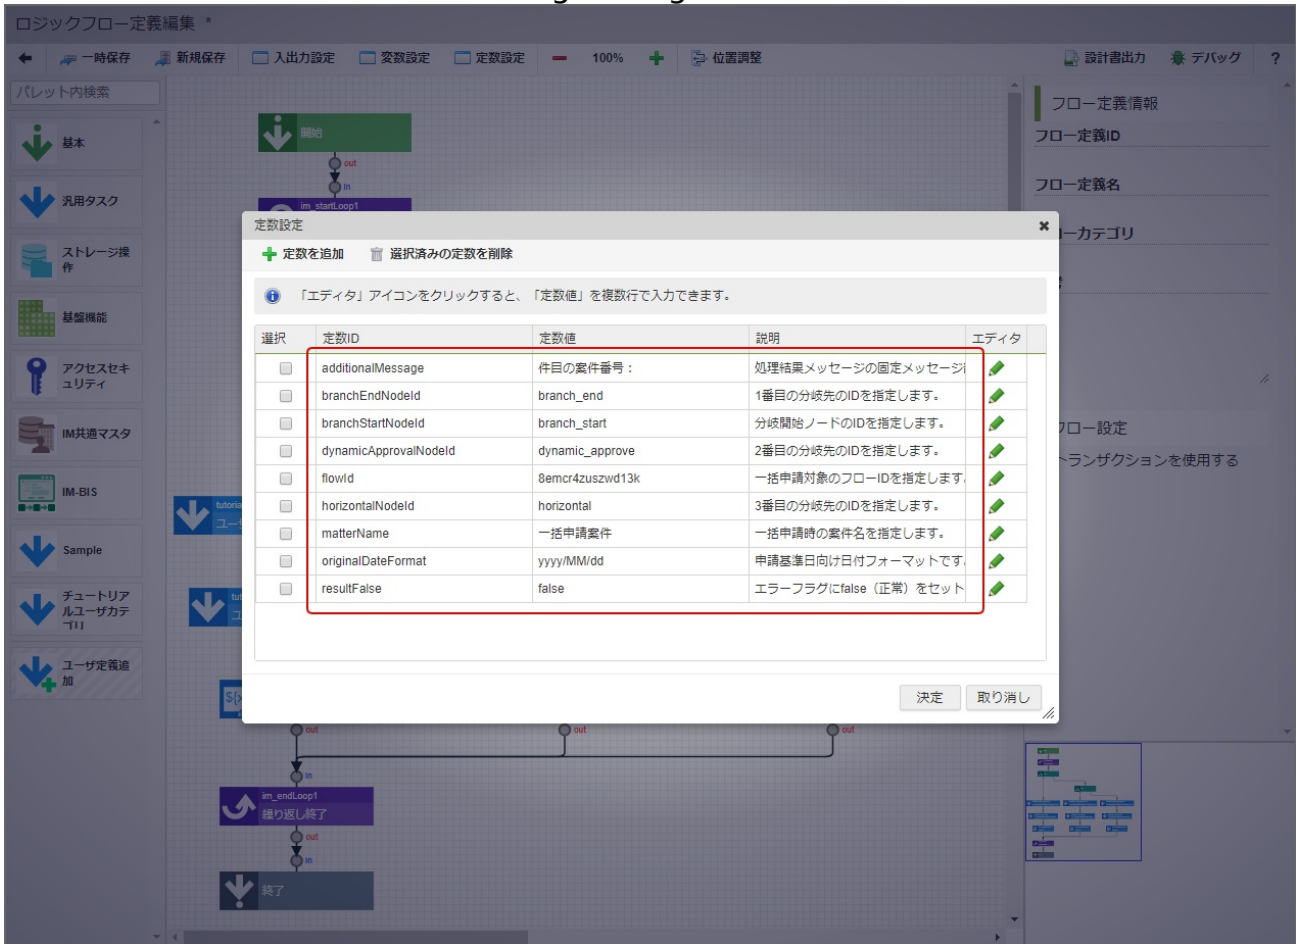 ロジックフロー定義編集 *
一時保存 新規保存 入出力設定 変数設定 定数設定 100% 位置調整 設計書出力 デバッグ ?
パレット内検索
基本
汎用タスク
ストレージ操
作
基盤機能
アクセスセキ
ュリティ
IM共通マスタ
IM-BIS
Sample
チュートリア
ルユーザカテ
ゴリ
ユーザ定義追
加
開始
out
in
im_startLoop1
定数設定
定数を追加 選択済みの定数を削除
「エディタ」アイコンをクリックすると、「定数値」を複数行で入力できます。
選択 定数ID 定数値 説明 エディタ
additionalMessage 件目の案件番号： 処理結果メッセージの固定メッセージ
branchEndNodeId branch_end 1番目の分岐先のIDを指定します。
branchStartNodeId branch_start 分岐開始ノードのIDを指定します。
dynamicApprovalNodeId dynamic_approve 2番目の分岐先のIDを指定します。
flowId 8emcr4zuszwd13k 一括申請対象のフローIDを指定します
horizontalNodeId horizontal 3番目の分岐先のIDを指定します。
matterName 一括申請案件 一括申請時の案件名を指定します。
originalDateFormat yyyy/MM/dd 申請基準日向け日付フォーマットです
resultFalse false エラーフラグにfalse（正常）をセット
決定 取り消し
tutoria
ユー
tut
ユ
${x
out out out
in
im_endLoop1
繰り返し終了
out
in
終了
フロー定義情報
フロー定義ID
フロー定義名
ーカテゴリ
フロー設定
トランザクションを使用する